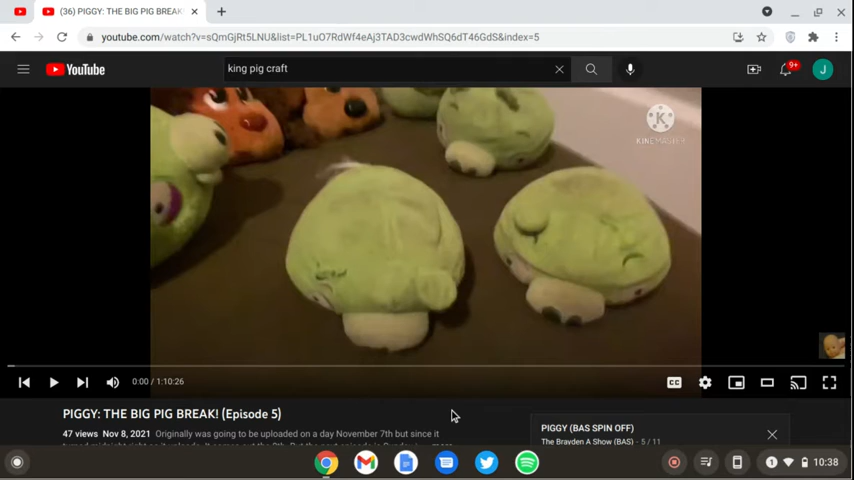 (36) PIGGY: THE BIG PIG BREAK!
youtube.com/watch?v=sQmGjRt5LNU&list=PL1uO7RdWf4eAj3TAD3cwdWhSQ6dT46GdS&index=5
YouTube
king pig craft
9+
J
K
KINEMASTER
0:00 / 1:10:26
CC
PIGGY: THE BIG PIG BREAK! (Episode 5)
47 views Nov 8, 2021 Originally was going to be uploaded on a day November 7th but since it
PIGGY (BAS SPIN OFF)
The Brayden A Show (BAS) - 5 / 11
1
10:38